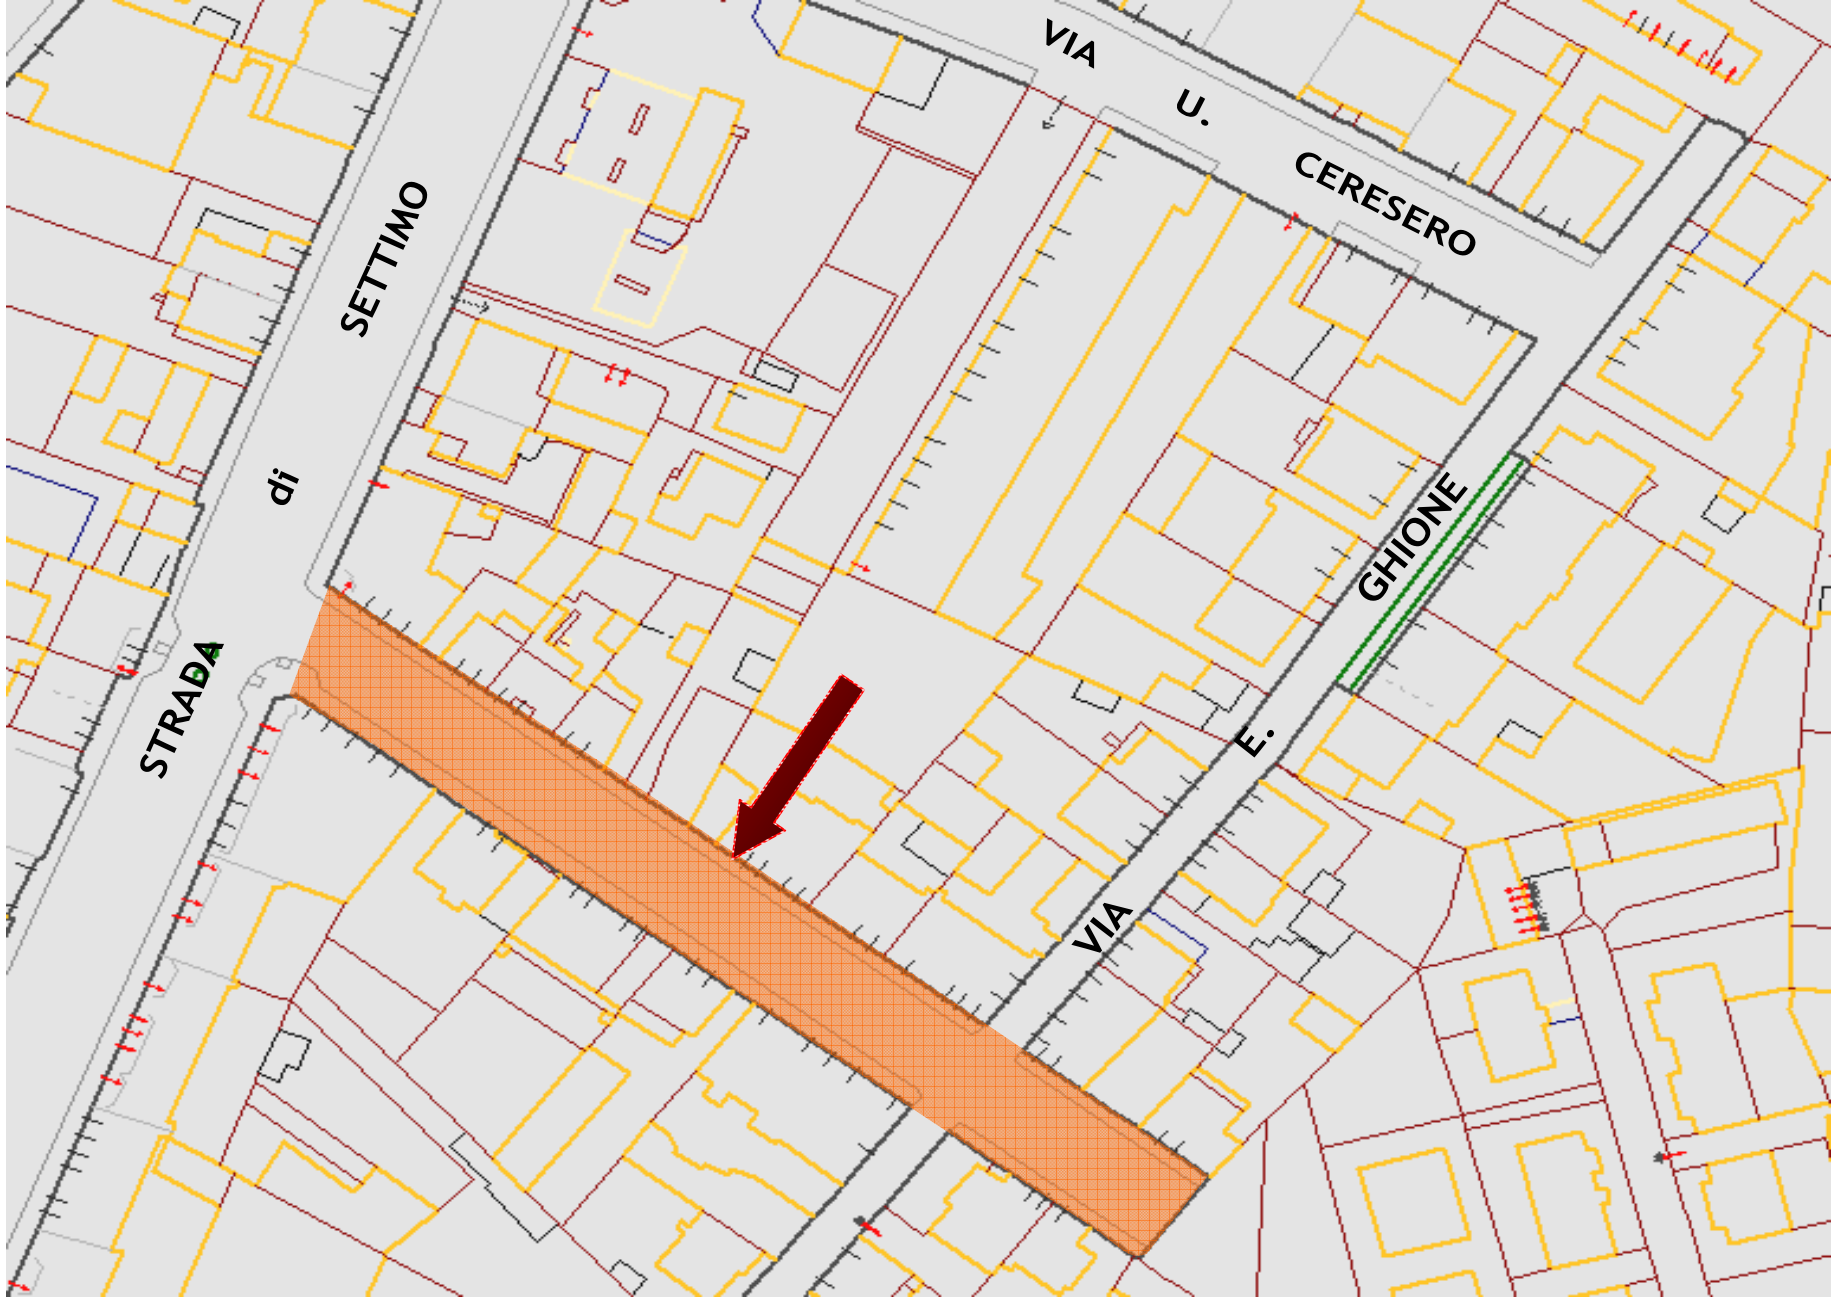 VIA
U.
CERESERO
STRADA
di
SETTIMO
VIA
E.
GHIONE